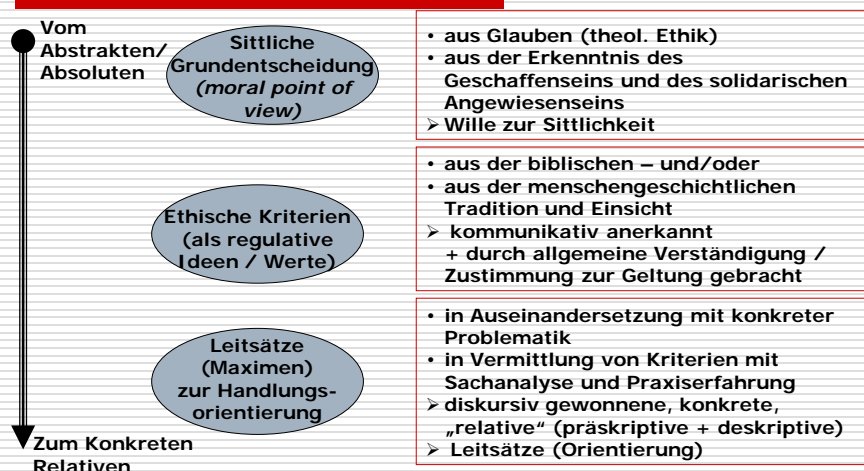 Vom
Abstrakten/
Absoluten
Sittliche
Grundentscheidung
(moral point of
view)
• aus Glauben (theol. Ethik)
• aus der Erkenntnis des
Geschaffenseins und des solidarischen
Angewiesenseins
➢ Wille zur Sittlichkeit
Ethische Kriterien
(als regulative
Ideen / Werte)
• aus der biblischen – und/oder
• aus der menschengeschichtlichen
Tradition und Einsicht
➢ kommunikativ anerkannt
+ durch allgemeine Verständigung /
Zustimmung zur Geltung gebracht
Leitsätze
(Maximen)
zur Handlungs-
orientierung
• in Auseinandersetzung mit konkreter
Problematik
• in Vermittlung von Kriterien mit
Sachanalyse und Praxiserfahrung
➢ diskursiv gewonnene, konkrete,
„relative“ (präskriptive + deskriptive)
➢ Leitsätze (Orientierung)
Zum Konkreten
Relativen